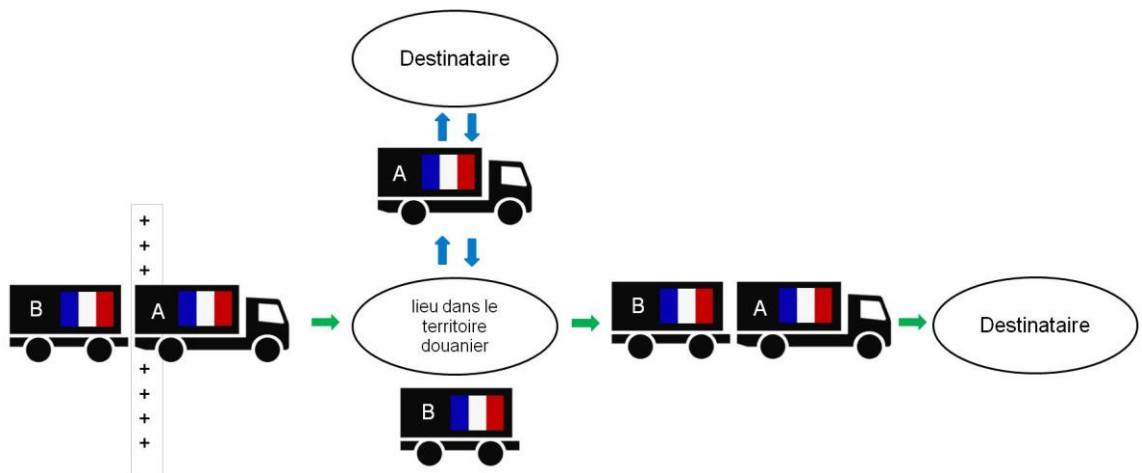 Destinataire
A
+
+
+
B
A
lieu dans le
territoire
douanier
B
A
Destinataire
+
+
+
+
B